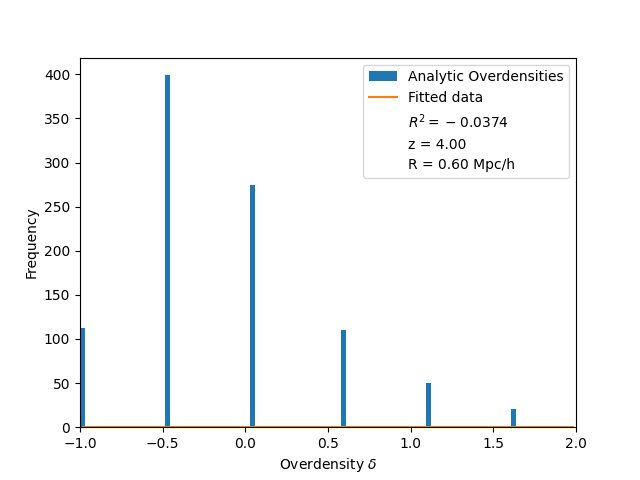 Analytic Overdensities
Fitted data
R² = − 0.0374
z = 4.00
R = 0.60 Mpc/h
400
350
300
250
200
150
100
50
0
Frequency
−1.0 −0.5 0.0 0.5 1.0 1.5 2.0
Overdensity δ